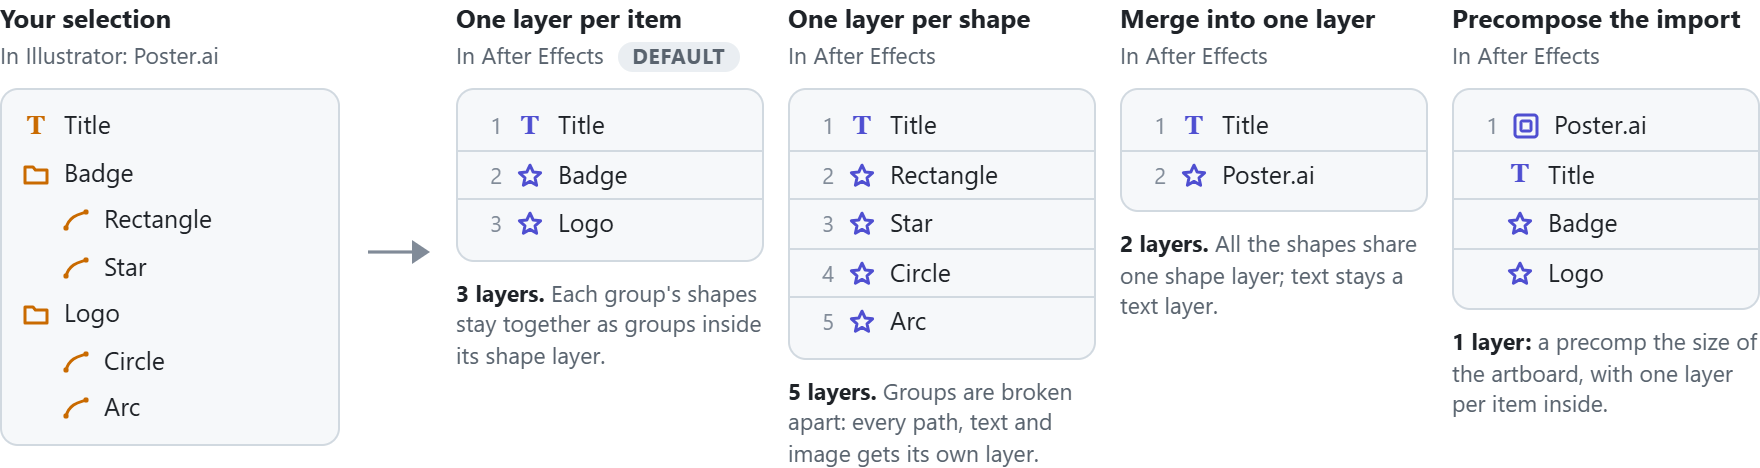 Your selection
In Illustrator: Poster.ai
T Title
Badge
Rectangle
Star
Logo
Circle
Arc
One layer per item
In After Effects DEFAULT
1 T Title
2 Badge
3 Logo
3 layers. Each group's shapes
stay together as groups inside
its shape layer.
One layer per shape
In After Effects
1 T Title
2 Rectangle
3 Star
4 Circle
5 Arc
5 layers. Groups are broken
apart: every path, text and
image gets its own layer.
Merge into one layer
In After Effects
1 T Title
2 Poster.ai
2 layers. All the shapes share
one shape layer; text stays a
text layer.
Precompose the import
In After Effects
1 Poster.ai
T Title
Badge
Logo
1 layer: a precomp the size of
the artboard, with one layer
per item inside.